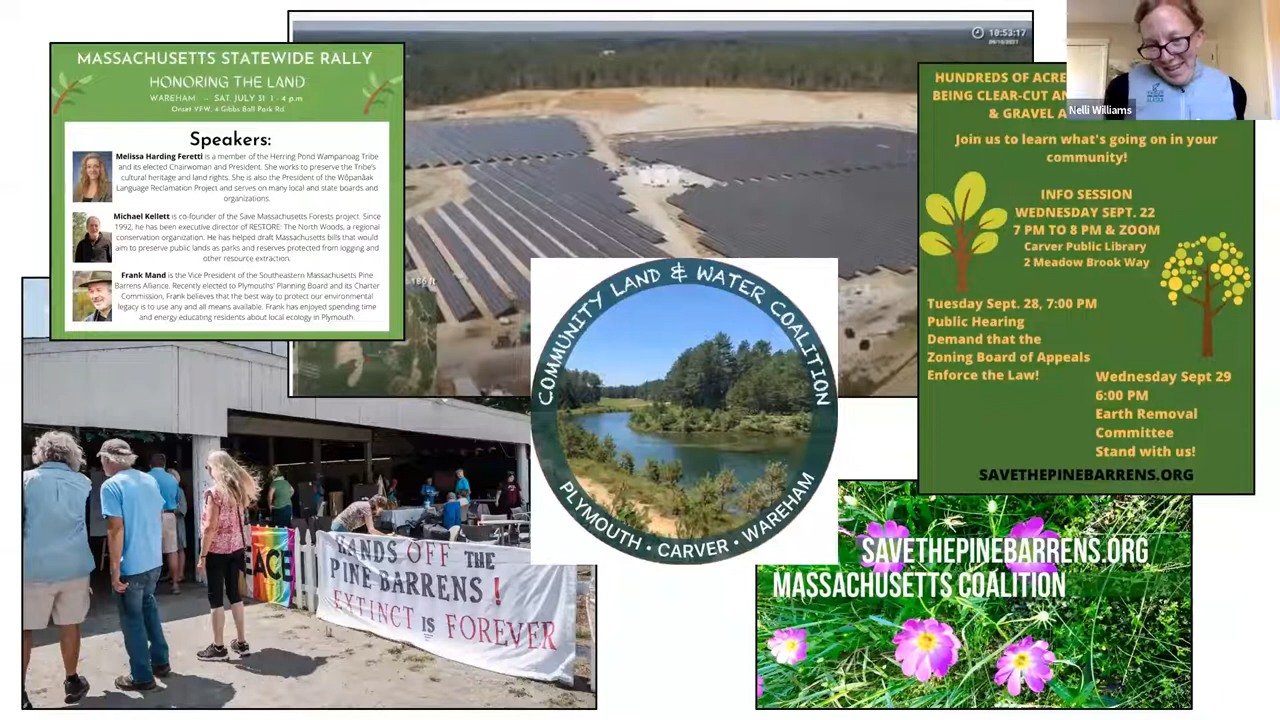 MASSACHUSETTS STATEWIDE RALLY
HONORING THE LAND
WAREHAM -- SAT. JULY 31 1 - 4 p.m
Onset VFW, 4 Gibbs Ball Park Rd.
Speakers:
Melissa Harding Feretti is a member of the Herring Pond Wampanoag Tribe
and its elected Chairwoman and President. She works to preserve the Tribe's
cultural heritage and land rights. She is also the President of the Wôpanâak
Language Reclamation Project and serves on many local and state boards and
organizations.
Michael Kellett is co-founder of the Save Massachusetts Forests project. Since
1992, he has been executive director of RESTORE: The North Woods, a regional
conservation organization. He has helped draft Massachusetts bills that would
aim to preserve public lands as parks and reserves protected from logging and
other resource extraction.
Frank Mand is the Vice President of the Southeastern Massachusetts Pine
Barrens Alliance. Recently elected to Plymouths' Planning Board and its Charter
Commission, Frank believes that the best way to protect our environmental
legacy is to use any and all means available. Frank has enjoyed spending time
and energy educating residents about local ecology in Plymouth.
10:53:17
09/10/2021
Nelli Williams
HUNDREDS OF ACRE
BEING CLEAR-CUT AN
& GRAVEL A
Join us to learn what's going on in your
community!
INFO SESSION
WEDNESDAY SEPT. 22
7 PM TO 8 PM & ZOOM
Carver Public Library
2 Meadow Brook Way
Tuesday Sept. 28, 7:00 PM
Public Hearing
Demand that the
Zoning Board of Appeals
Enforce the Law!
Wednesday Sept 29
6:00 PM
Earth Removal
Committee
Stand with us!
SAVETHEPINEBARRENS.ORG
COMMUNITY LAND & WATER COALITION
PLYMOUTH • CARVER • WAREHAM
PEACE
HANDS OFF THE
PINE BARRENS !
EXTINCT IS FOREVER
SAVETHEPINEBARRENS.ORG
MASSACHUSETTS COALITION